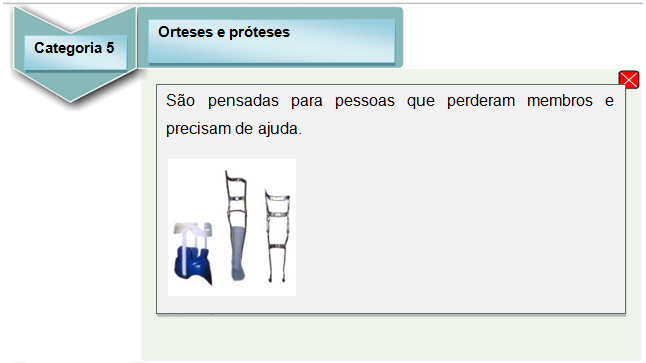 Categoria 5
Orteses e próteses
São pensadas para pessoas que perderam membros e
precisam de ajuda.